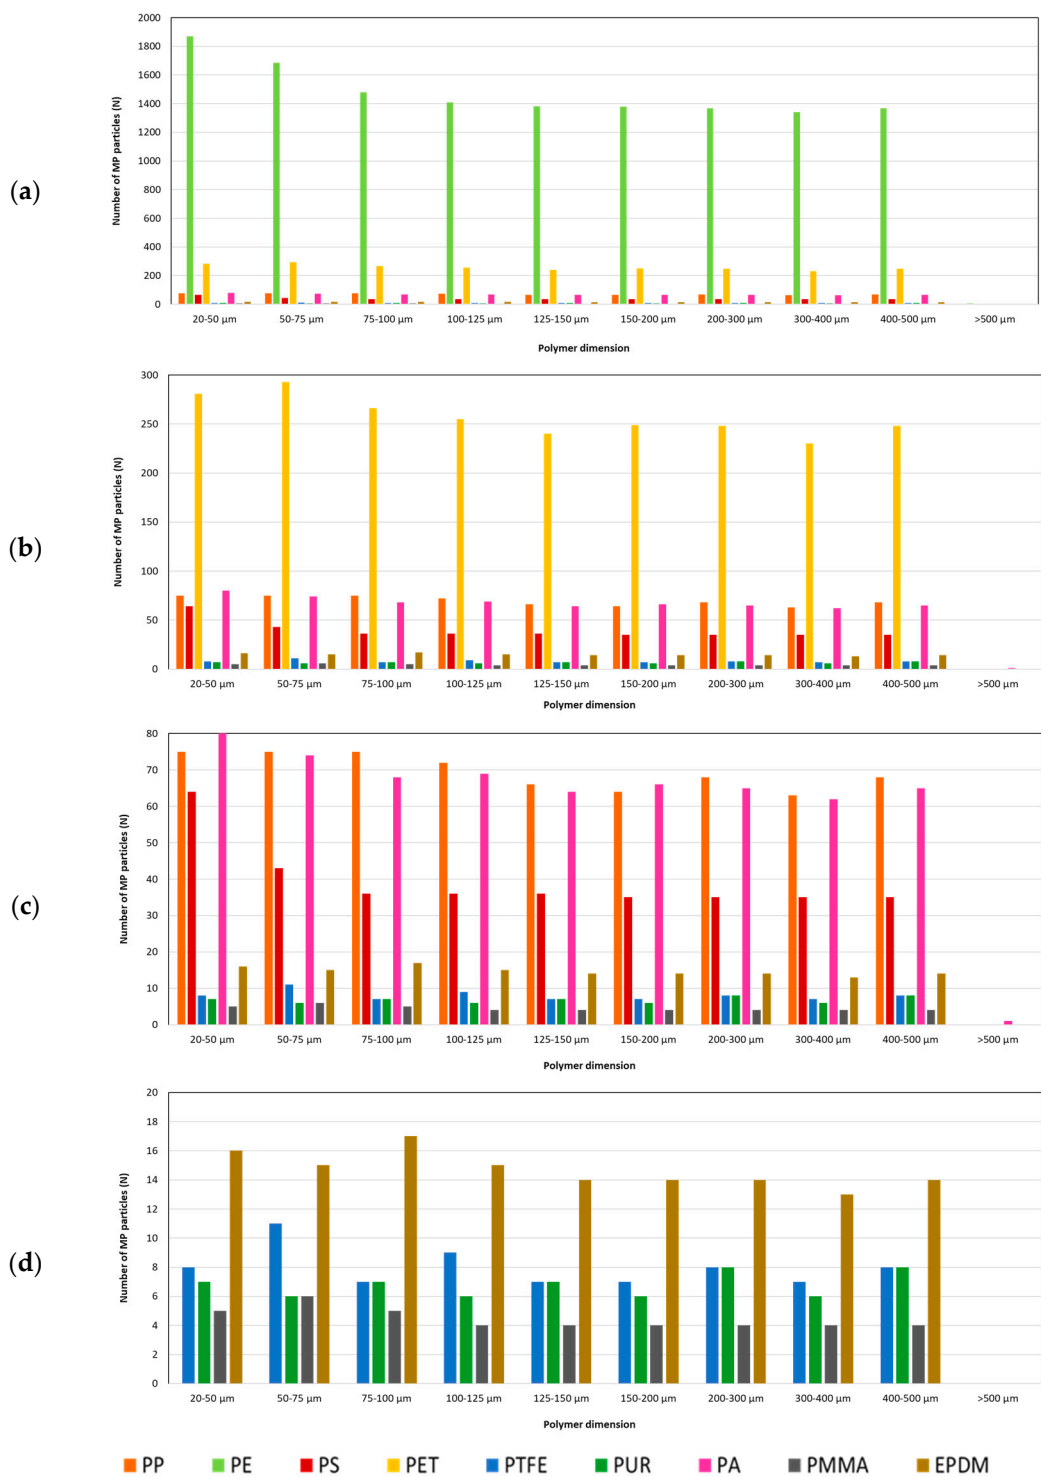 2000
1800
1600
1400
1200
1000
800
600
400
200
0
Number of MP particles (N)
(a)
20-50 µm 50-75 µm 75-100 µm 100-125 µm 125-150 µm 150-200 µm 200-300 µm 300-400 µm 400-500 µm >500 µm
Polymer dimension
300
250
200
150
100
50
0
Number of MP particles (N)
(b)
20-50 µm 50-75 µm 75-100 µm 100-125 µm 125-150 µm 150-200 µm 200-300 µm 300-400 µm 400-500 µm >500 µm
Polymer dimension
80
70
60
50
40
30
20
10
0
Number of MP particles (N)
(c)
20-50 µm 50-75 µm 75-100 µm 100-125 µm 125-150 µm 150-200 µm 200-300 µm 300-400 µm 400-500 µm >500 µm
Polymer dimension
20
18
16
14
12
10
8
6
4
2
0
Number of MP particles (N)
(d)
20-50 µm 50-75 µm 75-100 µm 100-125 µm 125-150 µm 150-200 µm 200-300 µm 300-400 µm 400-500 µm >500 µm
Polymer dimension
PP PE PS PET PTFE PUR PA PMMA EPDM